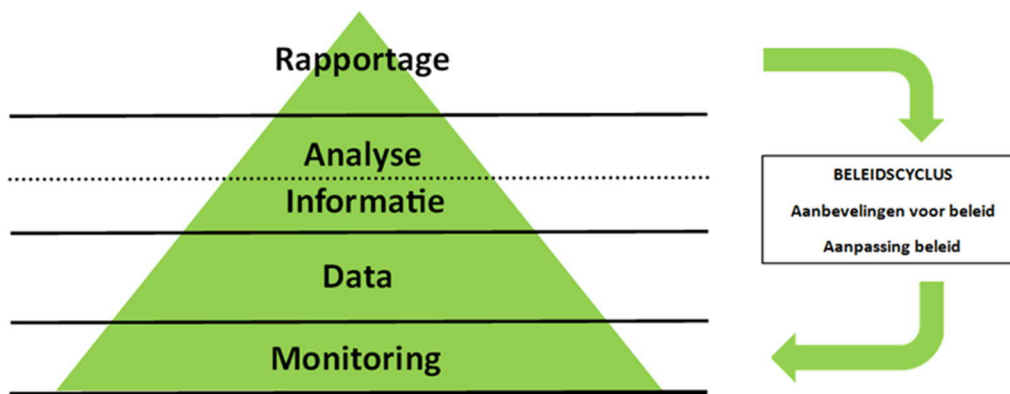 Rapportage
Analyse
Informatie
Data
Monitoring
BELEIDSCYCLUS
Aanbevelingen voor beleid
Aanpassing beleid